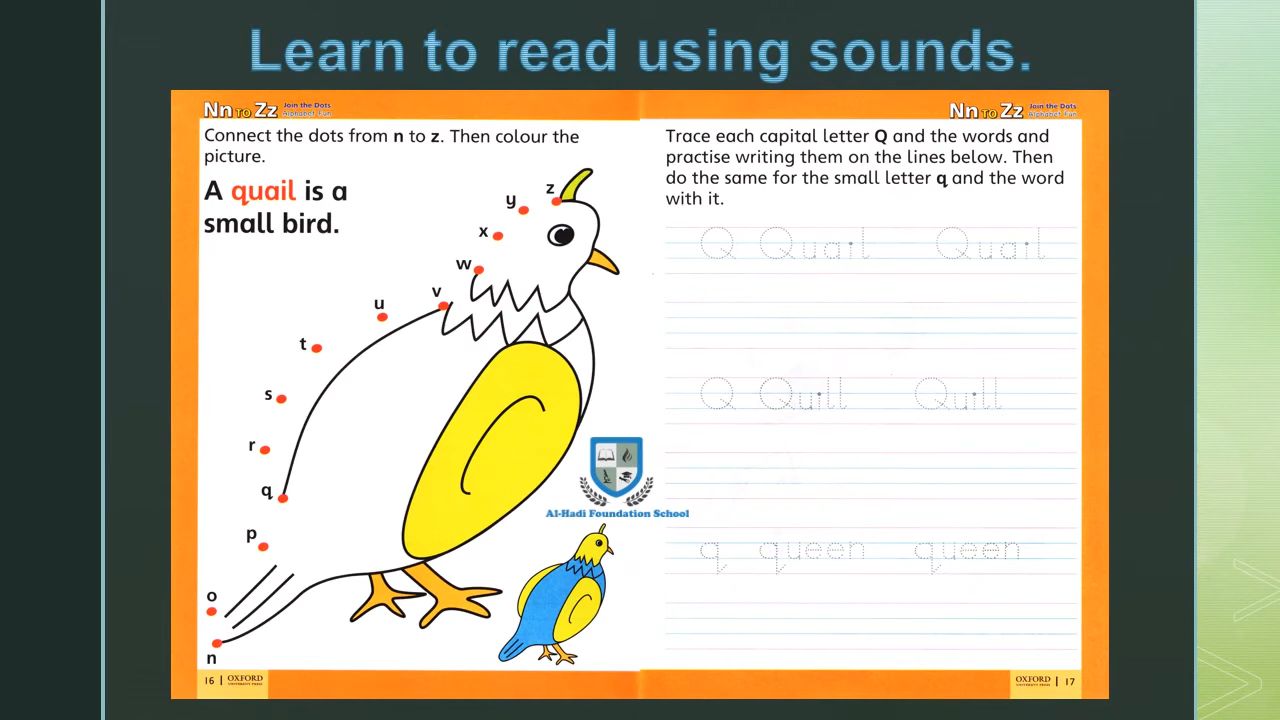 Learn to read using sounds.
Nn TO Zz Join the Dots
Alphabet Fun
Connect the dots from n to z. Then colour the
picture.
A quail is a
small bird.
z
y
x
w
v
u
t
s
r
q
p
o
n
16 | OXFORD
UNIVERSITY PRESS
Al-Hadi Foundation School
Nn TO Zz Join the Dots
Alphabet Fun
Trace each capital letter Q and the words and
practise writing them on the lines below. Then
do the same for the small letter q and the word
with it.
Q Quail Quail
Q Quill Quill
q queen queen
OXFORD
UNIVERSITY PRESS | 17